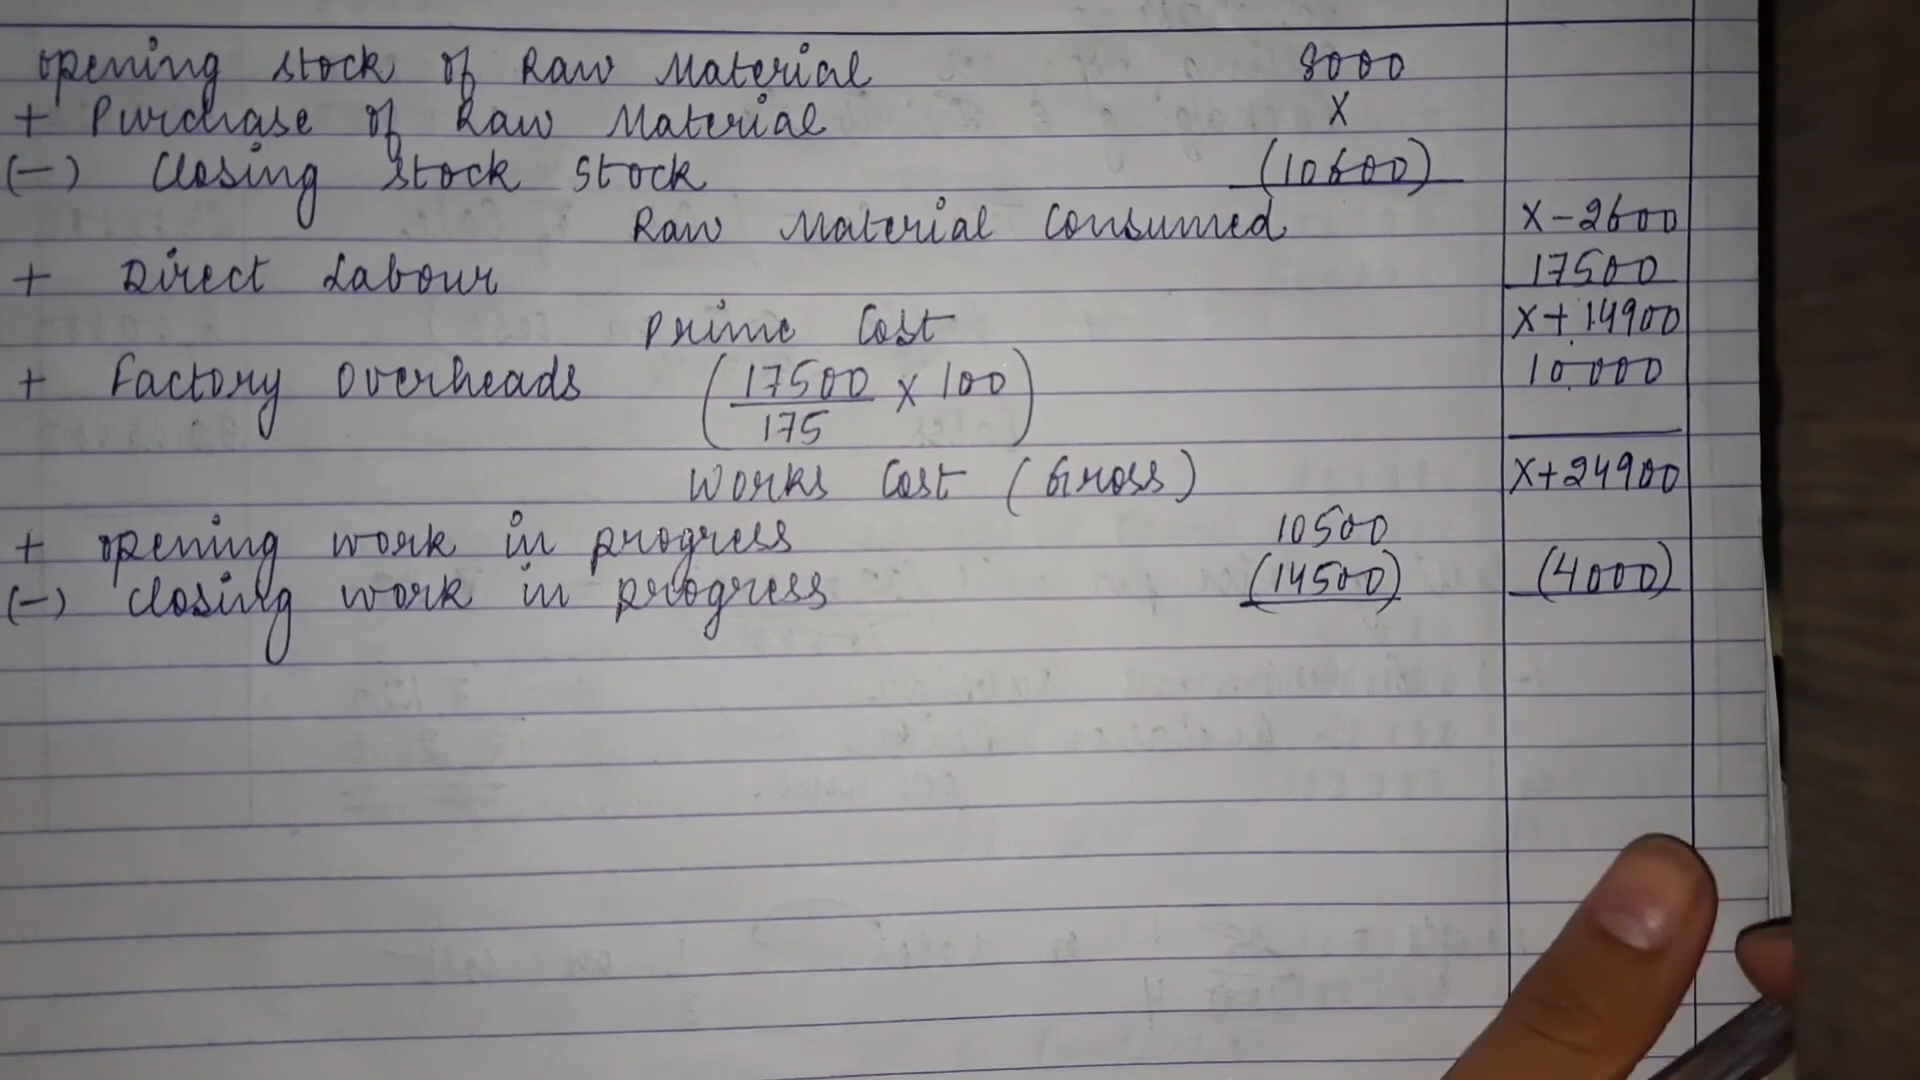 opening stock of Raw Material 8000
+ Purchase of Raw Material X
(-) Closing stock stock (10600)
Raw Material Consumed X-2600
+ Direct Labour 17500
Prime Cost X+14900
+ Factory Overheads (17500/175 x 100) 10000
Works Cost (Gross) X+24900
+ opening work in progress 10500
(-) closing work in progress (14500) (4000)